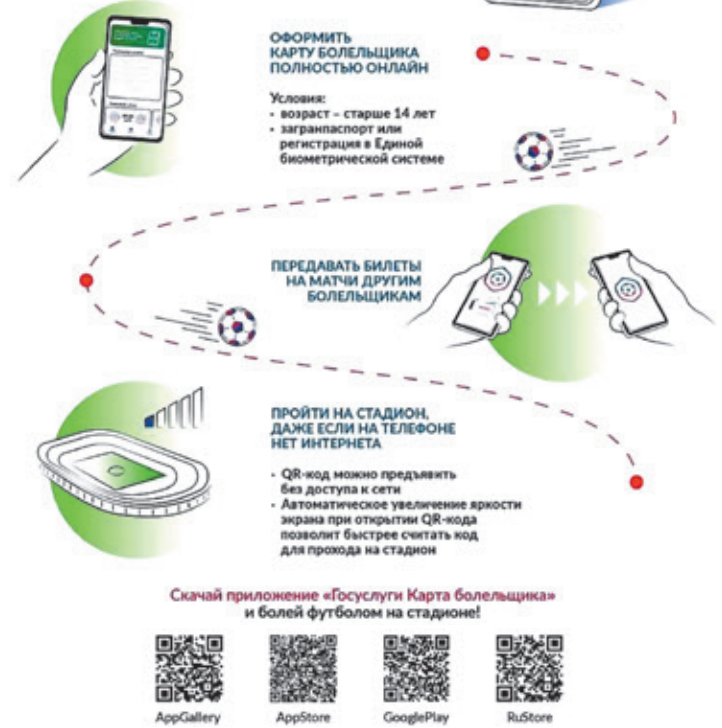 ОФОРМИТЬ
КАРТУ БОЛЕЛЬЩИКА
ПОЛНОСТЬЮ ОНЛАЙН
Условия:
- возраст – старше 14 лет
- загранпаспорт или
регистрация в Единой
биометрической системе
ПЕРЕДАВАТЬ БИЛЕТЫ
НА МАТЧИ ДРУГИМ
БОЛЕЛЬЩИКАМ
ПРОЙТИ НА СТАДИОН,
ДАЖЕ ЕСЛИ НА ТЕЛЕФОНЕ
НЕТ ИНТЕРНЕТА
- QR-код можно предъявить
без доступа к сети
- Автоматическое увеличение яркости
экрана при открытии QR-кода
позволит быстрее считать код
для прохода на стадион
Скачай приложение «Госуслуги Карта болельщика»
и болей футболом на стадионе!
AppGallery AppStore GooglePlay RuStore